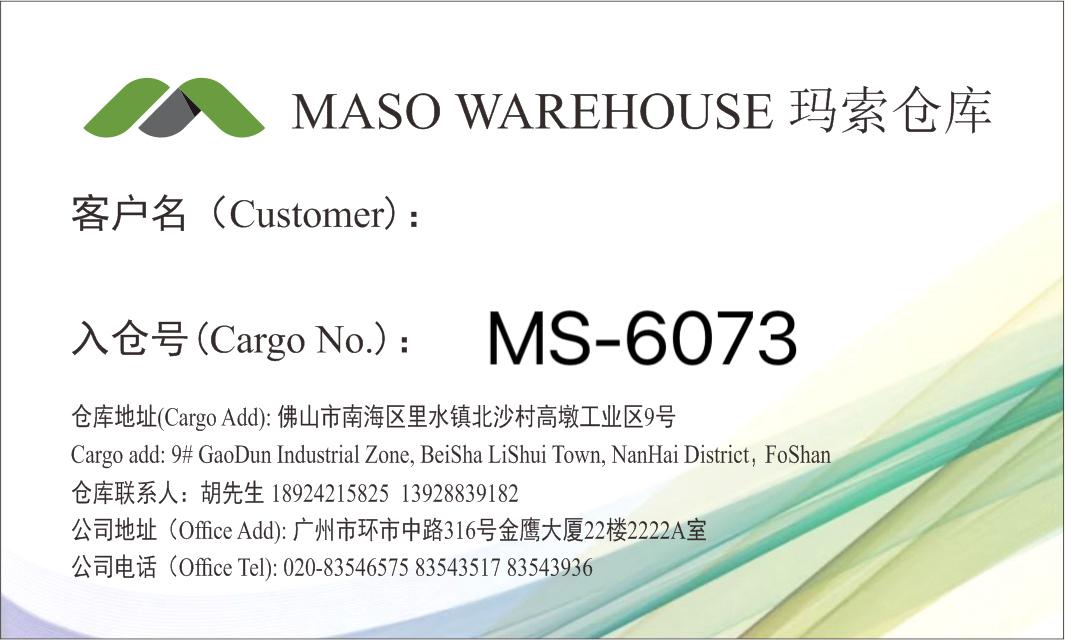 MASO WAREHOUSE 玛索仓库
客户名（Customer）：
入仓号(Cargo No.)： MS-6073
仓库地址(Cargo Add): 佛山市南海区里水镇北沙村高墩工业区9号
Cargo add: 9# GaoDun Industrial Zone, BeiSha LiShui Town, NanHai District, FoShan
仓库联系人：胡先生 18924215825 13928839182
公司地址（Office Add): 广州市环市中路316号金鹰大厦22楼2222A室
公司电话（Office Tel): 020-83546575 83543517 83543936